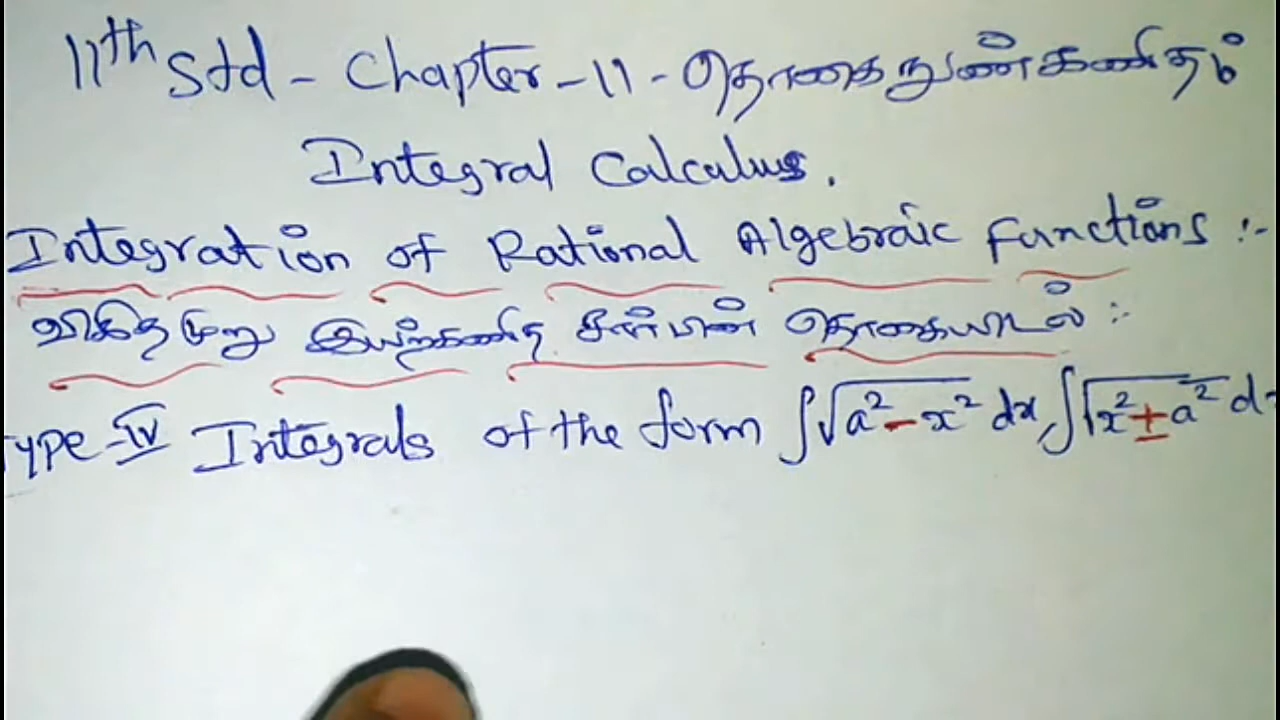 11th Std - Chapter - 11 - தொகை நுண்கணிதம்
Integral Calculus.
Integration of Rational Algebraic functions :-
விகிதமுறு இயற்கணித சார்பின் தொகையிடல் :-
Type - IV Integrals of the form ∫√a² - x² dx, ∫√x² ± a² dx